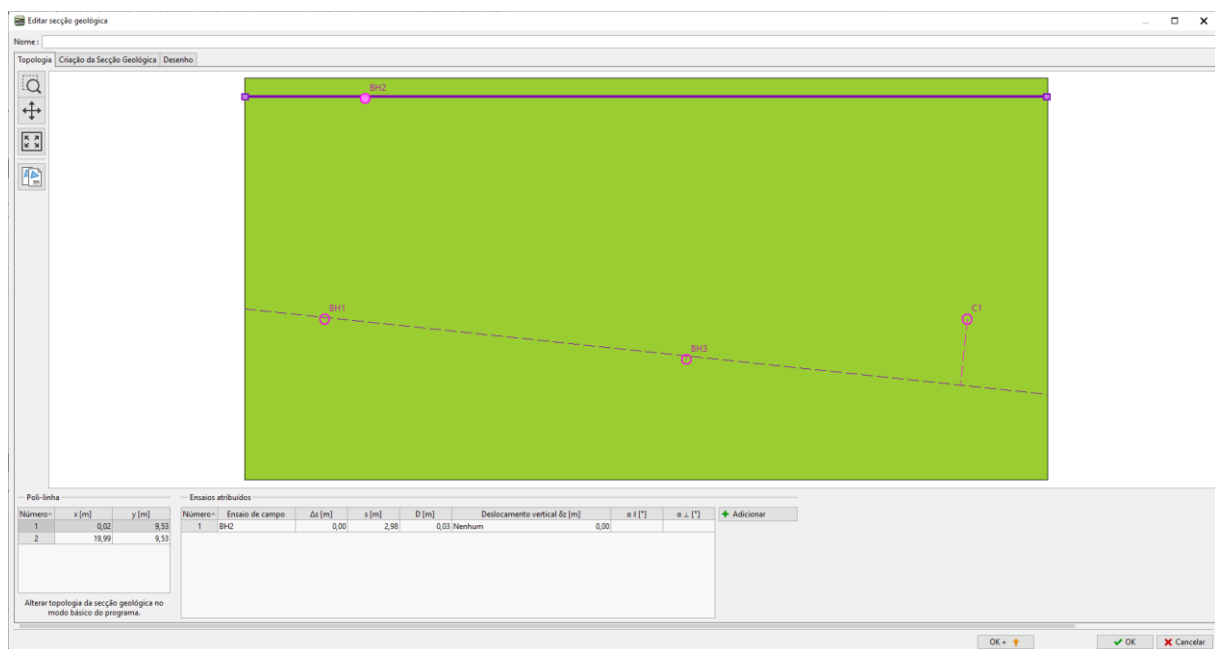 Editar secção geológica
Nome :
Topologia Criação da Secção Geológica Desenho
BH2
BH1
C1
BH3
Poli-linha
Número x [m] y [m]
1 0,02 9,53
2 19,99 9,53
Alterar topologia da secção geológica no
modo básico do programa.
Ensaios atribuídos
Número Ensaio de campo Δs [m] s [m] D [m] Deslocamento vertical δz [m] α ∥ [°] α ⊥ [°]
1 BH2 0,00 2,98 0,03 Nenhum 0,00
Adicionar
OK + OK Cancelar